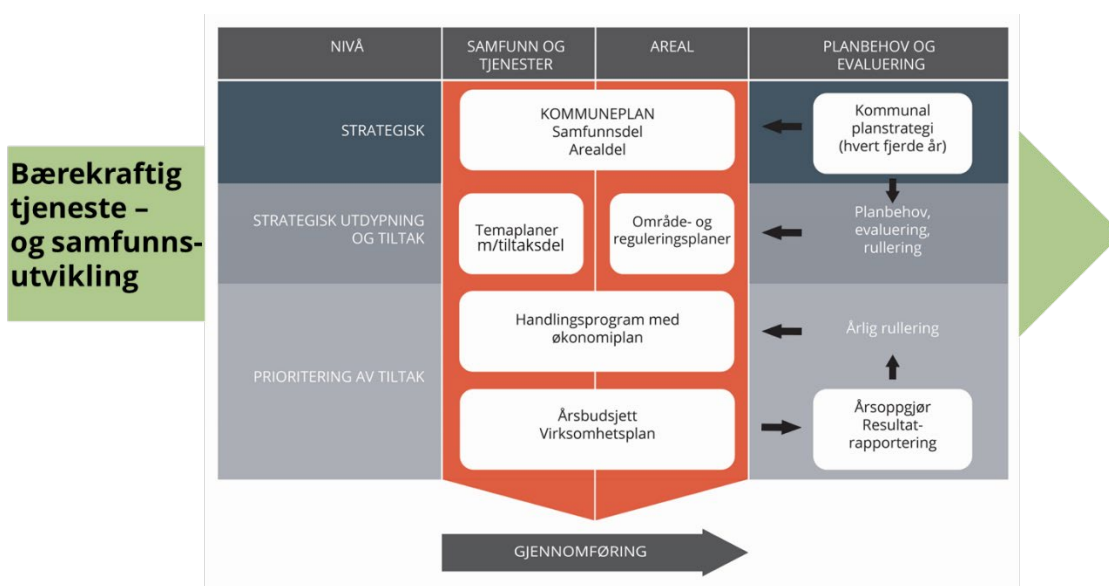 Bærekraftig
tjeneste –
og samfunns-
utvikling
NIVÅ
SAMFUNN OG
TJENESTER
AREAL
PLANBEHOV OG
EVALUERING
STRATEGISK
KOMMUNEPLAN
Samfunnsdel
Arealdel
Kommunal
planstrategi
(hvert fjerde år)
STRATEGISK UTDYPNING
OG TILTAK
Temaplaner
m/tiltaksdel
Område- og
reguleringsplaner
Planbehov,
evaluering,
rullering
PRIORITERING AV TILTAK
Handlingsprogram med
økonomiplan
Årlig rullering
Årsbudsjett
Virksomhetsplan
Årsoppgjør
Resultat-
rapportering
GJENNOMFØRING